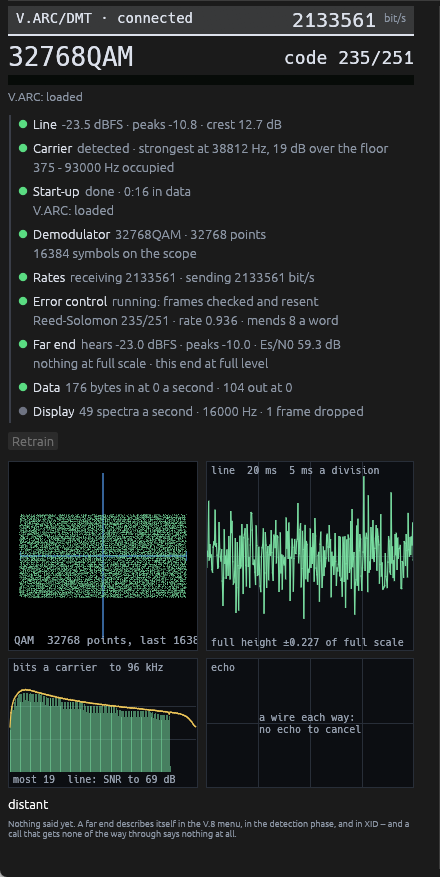 V.ARC/DMT · connected
2133561 bit/s
32768QAM
code 235/251
V.ARC: loaded
Line -23.5 dBFS · peaks -10.8 · crest 12.7 dB
Carrier detected · strongest at 38812 Hz, 19 dB over the floor
375 - 93000 Hz occupied
Start-up done · 0:16 in data
V.ARC: loaded
Demodulator 32768QAM · 32768 points
16384 symbols on the scope
Rates receiving 2133561 · sending 2133561 bit/s
Error control running: frames checked and resent
Reed-Solomon 235/251 · rate 0.936 · mends 8 a word
Far end hears -23.0 dBFS · peaks -10.0 · Es/N0 59.3 dB
nothing at full scale · this end at full level
Data 176 bytes in at 0 a second · 104 out at 0
Display 49 spectra a second · 16000 Hz · 1 frame dropped
Retrain
QAM 32768 points, last 1638
line 20 ms 5 ms a division
full height ±0.227 of full scale
bits a carrier to 96 kHz
most 19 line: SNR to 69 dB
echo
a wire each way:
no echo to cancel
distant
Nothing said yet. A far end describes itself in the V.8 menu, in the detection phase, and in XID – and a
call that gets none of the way through says nothing at all.